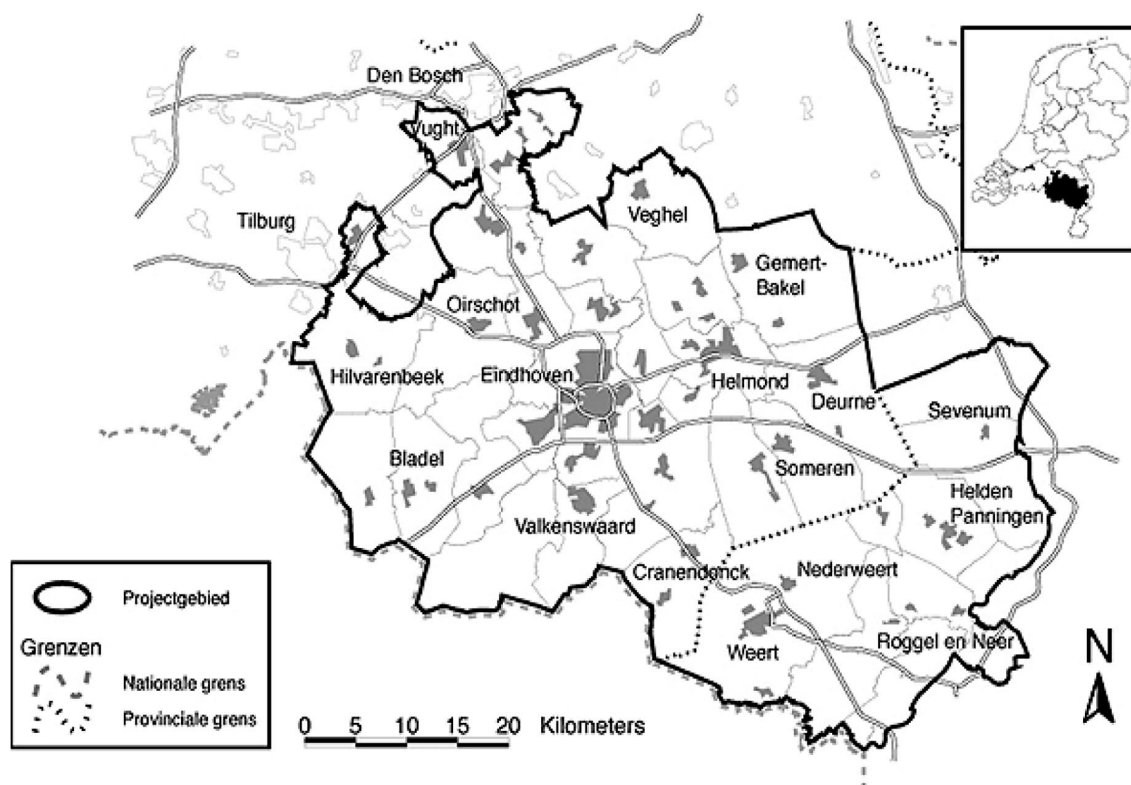 Den Bosch
Vught
Tilburg
Veghel
Gemert-
Bakel
Oirschot
Hilvarenbeek
Eindhoven
Helmond
Deurne
Sevenum
Bladel
Someren
Helden
Panningen
Valkenswaard
Cranendonck
Nederweert
Roggel en Neer
Weert
Projectgebied
Grenzen
Nationale grens
Provinciale grens
0 5 10 15 20 Kilometers
N